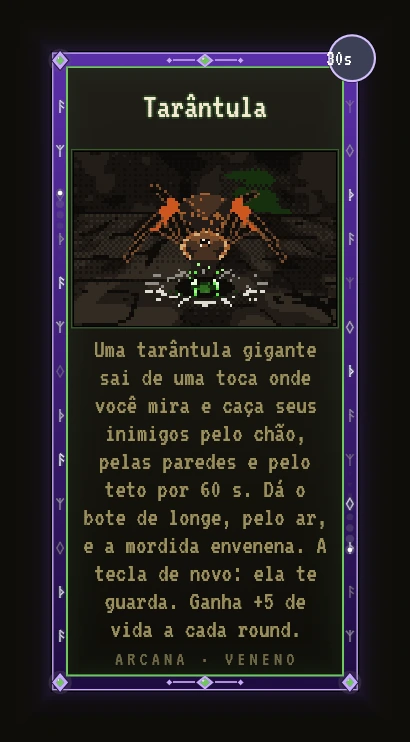 30s
Tarântula
Uma tarântula gigante
sai de uma toca onde
você mira e caça seus
inimigos pelo chão,
pelas paredes e pelo
teto por 60 s. Dá o
bote de longe, pelo ar,
e a mordida envenena. A
tecla de novo: ela te
guarda. Ganha +5 de
vida a cada round.
ARCANA · VENENO